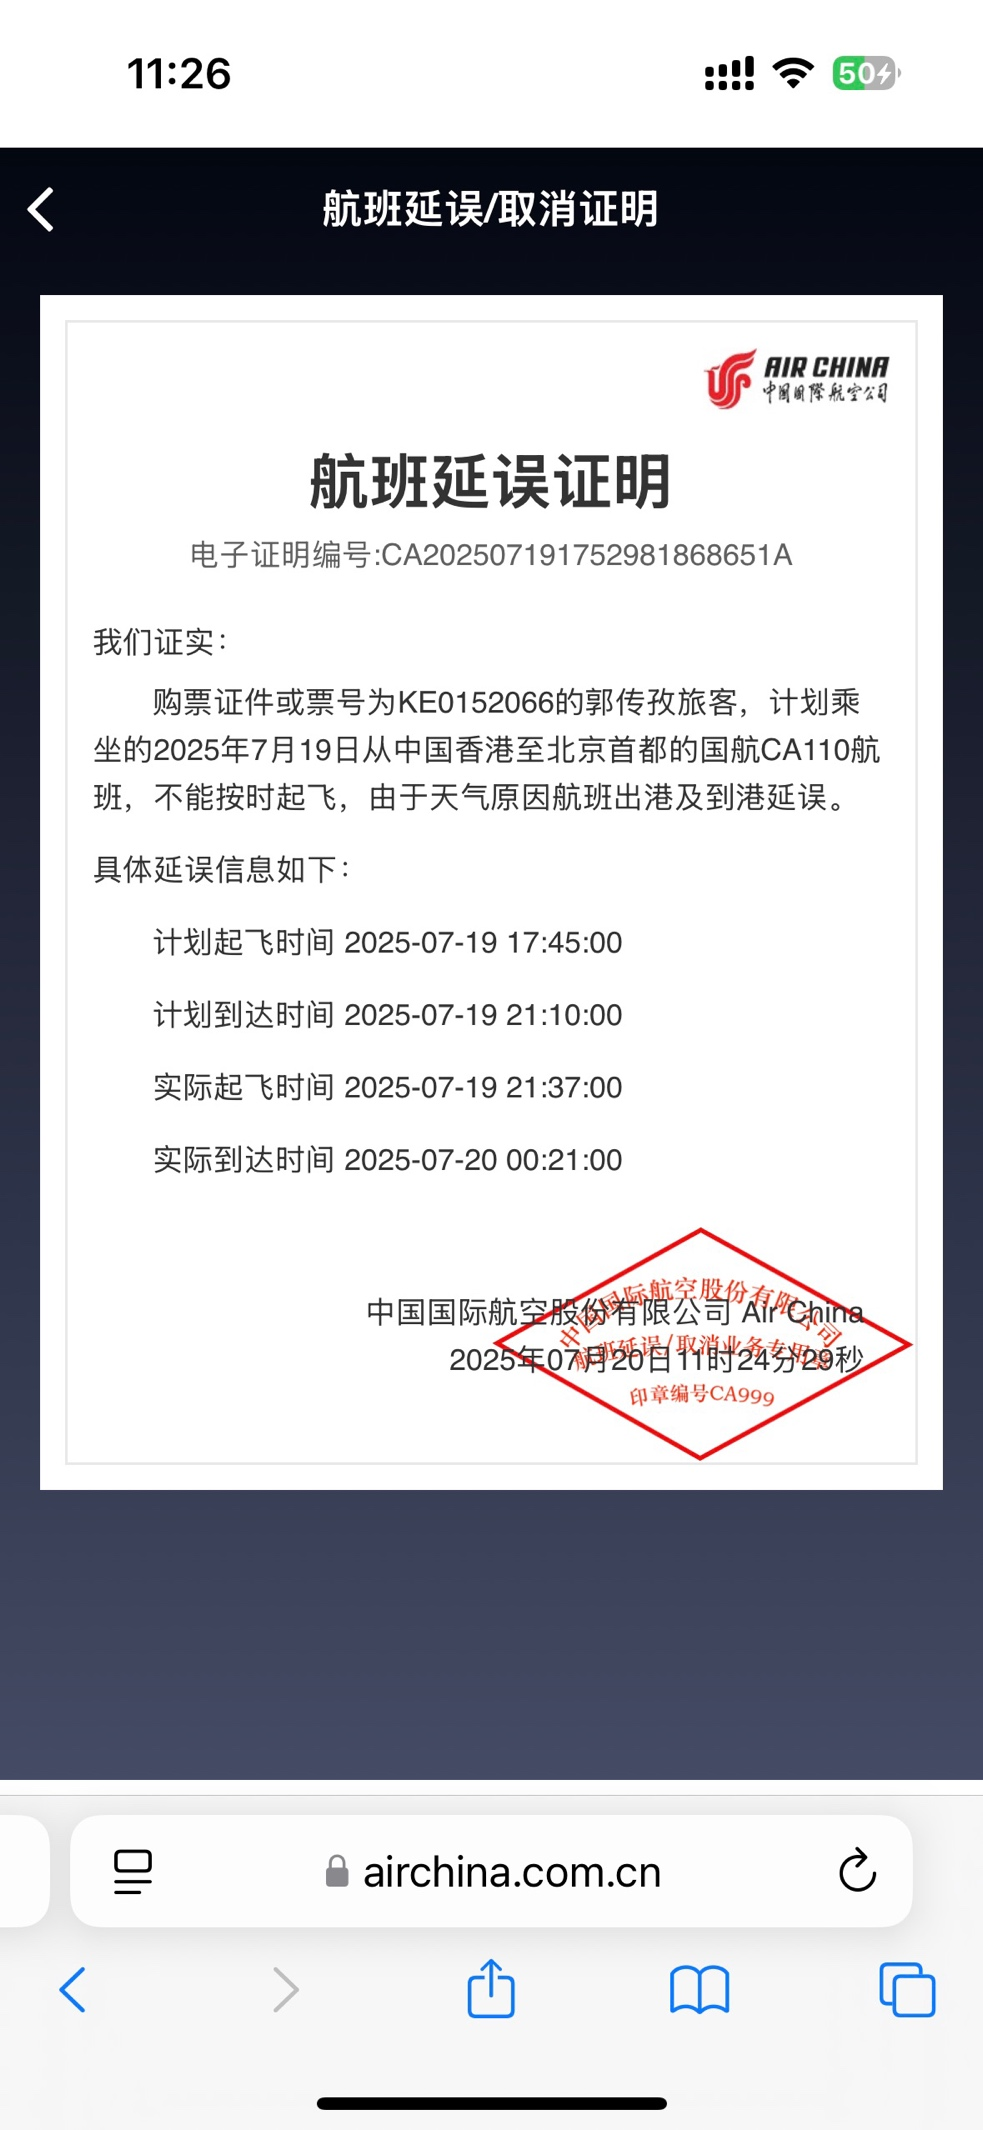 11:26
50
航班延误/取消证明
AIR CHINA
中国国际航空公司
航班延误证明
电子证明编号:CA202507191752981868651A
我们证实：
购票证件或票号为KE0152066的郭传孜旅客，计划乘
坐的2025年7月19日从中国香港至北京首都的国航CA110航
班，不能按时起飞，由于天气原因航班出港及到港延误。
具体延误信息如下：
计划起飞时间 2025-07-19 17:45:00
计划到达时间 2025-07-19 21:10:00
实际起飞时间 2025-07-19 21:37:00
实际到达时间 2025-07-20 00:21:00
中国国际航空股份有限公司 Air China
2025年07月20日11时24分29秒
中国国际航空股份有限公司
航班延误/取消业务专用章
印章编号CA999
airchina.com.cn